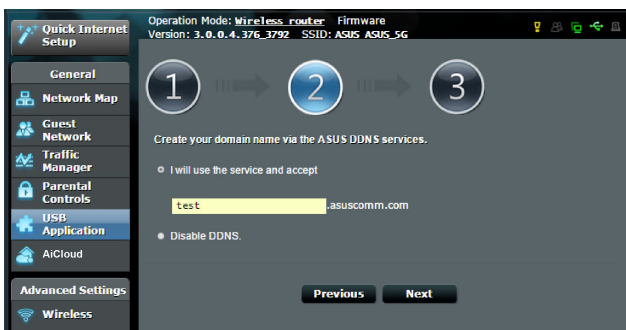 Quick Internet
Setup
Operation Mode: Wireless router Firmware
Version: 3.0.0.4.376_3792 SSID: ASUS ASUS_5G
General
Network Map
Guest
Network
Traffic
Manager
Parental
Controls
USB
Application
AiCloud
Advanced Settings
Wireless
1
2
3
Create your domain name via the ASUS DDNS services.
I will use the service and accept
test .asuscomm.com
Disable DDNS.
Previous Next